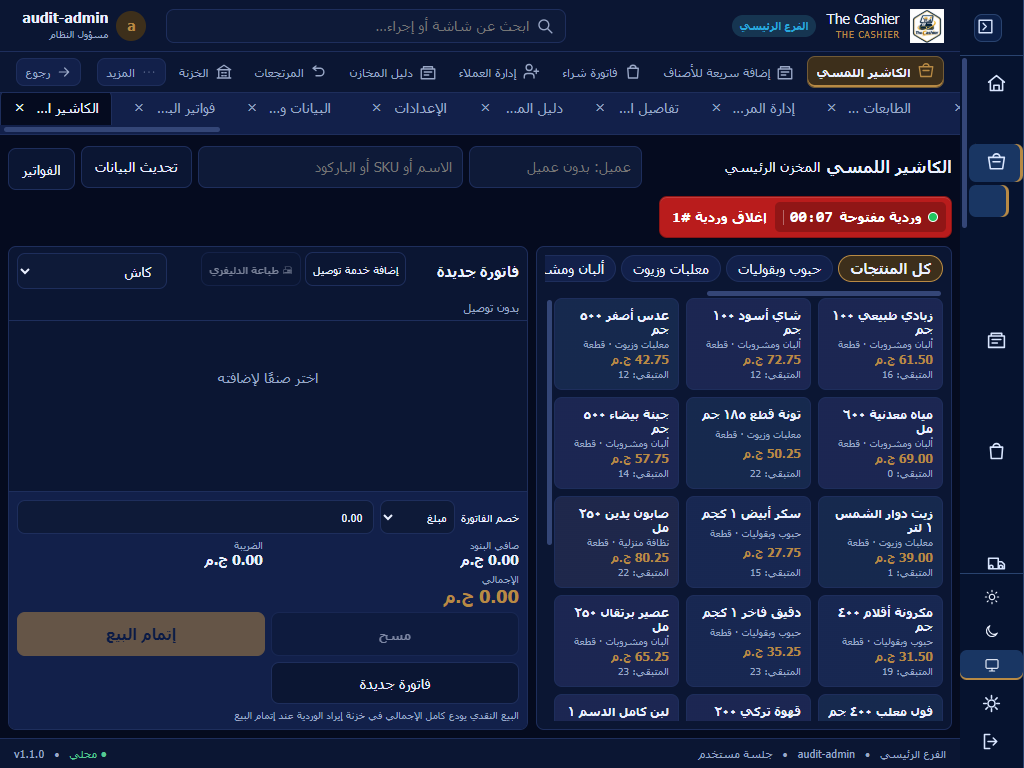 The Cashier
THE CASHIER
الفرع الرئيسي
ابحث عن شاشة أو إجراء...
a
audit-admin
مسؤول النظام
الكاشير اللمسي
إضافة سريعة للأصناف
فاتورة شراء
إدارة العملاء
دليل المخازن
المرتجعات
الخزنة
المزيد ...
رجوع
× الطابعات ...
× إدارة المر...
× تفاصيل ا...
× دليل المـ...
× الإعدادات
× البيانات و...
× فواتير البـ...
× الكاشير ا...
الكاشير اللمسي المخزن الرئيسي
عميل: بدون عميل
الاسم أو SKU أو الباركود
تحديث البيانات
الفواتير
وردية مفتوحة 00:07
إغلاق وردية #1
كل المنتجات
حبوب وبقوليات
معلبات وزيوت
ألبان ومشـ
زبادي طبيعي ١٠٠ جم
ألبان ومشروبات · قطعة
61.50 ج.م
المتبقي: 16
شاي أسود ١٠٠ جم
ألبان ومشروبات · قطعة
72.75 ج.م
المتبقي: 12
عدس أصفر ٥٠٠ جم
معلبات وزيوت · قطعة
42.75 ج.م
المتبقي: 12
مياه معدنية ٦٠٠ مل
ألبان ومشروبات · قطعة
69.00 ج.م
المتبقي: 0
تونة قطع ١٨٥ جم
معلبات وزيوت · قطعة
50.25 ج.م
المتبقي: 22
جبنة بيضاء ٥٠٠ جم
ألبان ومشروبات · قطعة
57.75 ج.م
المتبقي: 14
زيت دوار الشمس ١ لتر
معلبات وزيوت · قطعة
39.00 ج.م
المتبقي: 1
سكر أبيض ١ كجم
حبوب وبقوليات · قطعة
27.75 ج.م
المتبقي: 15
صابون يدين ٢٥٠ مل
نظافة منزلية · قطعة
80.25 ج.م
المتبقي: 22
مكرونة أقلام ٤٠٠ جم
حبوب وبقوليات · قطعة
31.50 ج.م
المتبقي: 19
دقيق فاخر ١ كجم
حبوب وبقوليات · قطعة
35.25 ج.م
المتبقي: 23
عصير برتقال ٢٥٠ مل
ألبان ومشروبات · قطعة
65.25 ج.م
المتبقي: 23
فول معلب ٤٠٠ جم
قهوة تركي ٢٠٠
لبن كامل الدسم ١
فاتورة جديدة
إضافة خدمة توصيل
طباعة الدليفري
كاش
بدون توصيل
اختر صنفًا لإضافته
خصم الفاتورة
مبلغ
0.00
صافي البنود
0.00 ج.م
الضريبة
0.00 ج.م
الإجمالي
0.00 ج.م
مسح
إتمام البيع
فاتورة جديدة
البيع النقدي يودع كامل الإجمالي في خزنة إيراد الوردية عند إتمام البيع
الفرع الرئيسي • audit-admin • جلسة مستخدم
محلي • v1.1.0